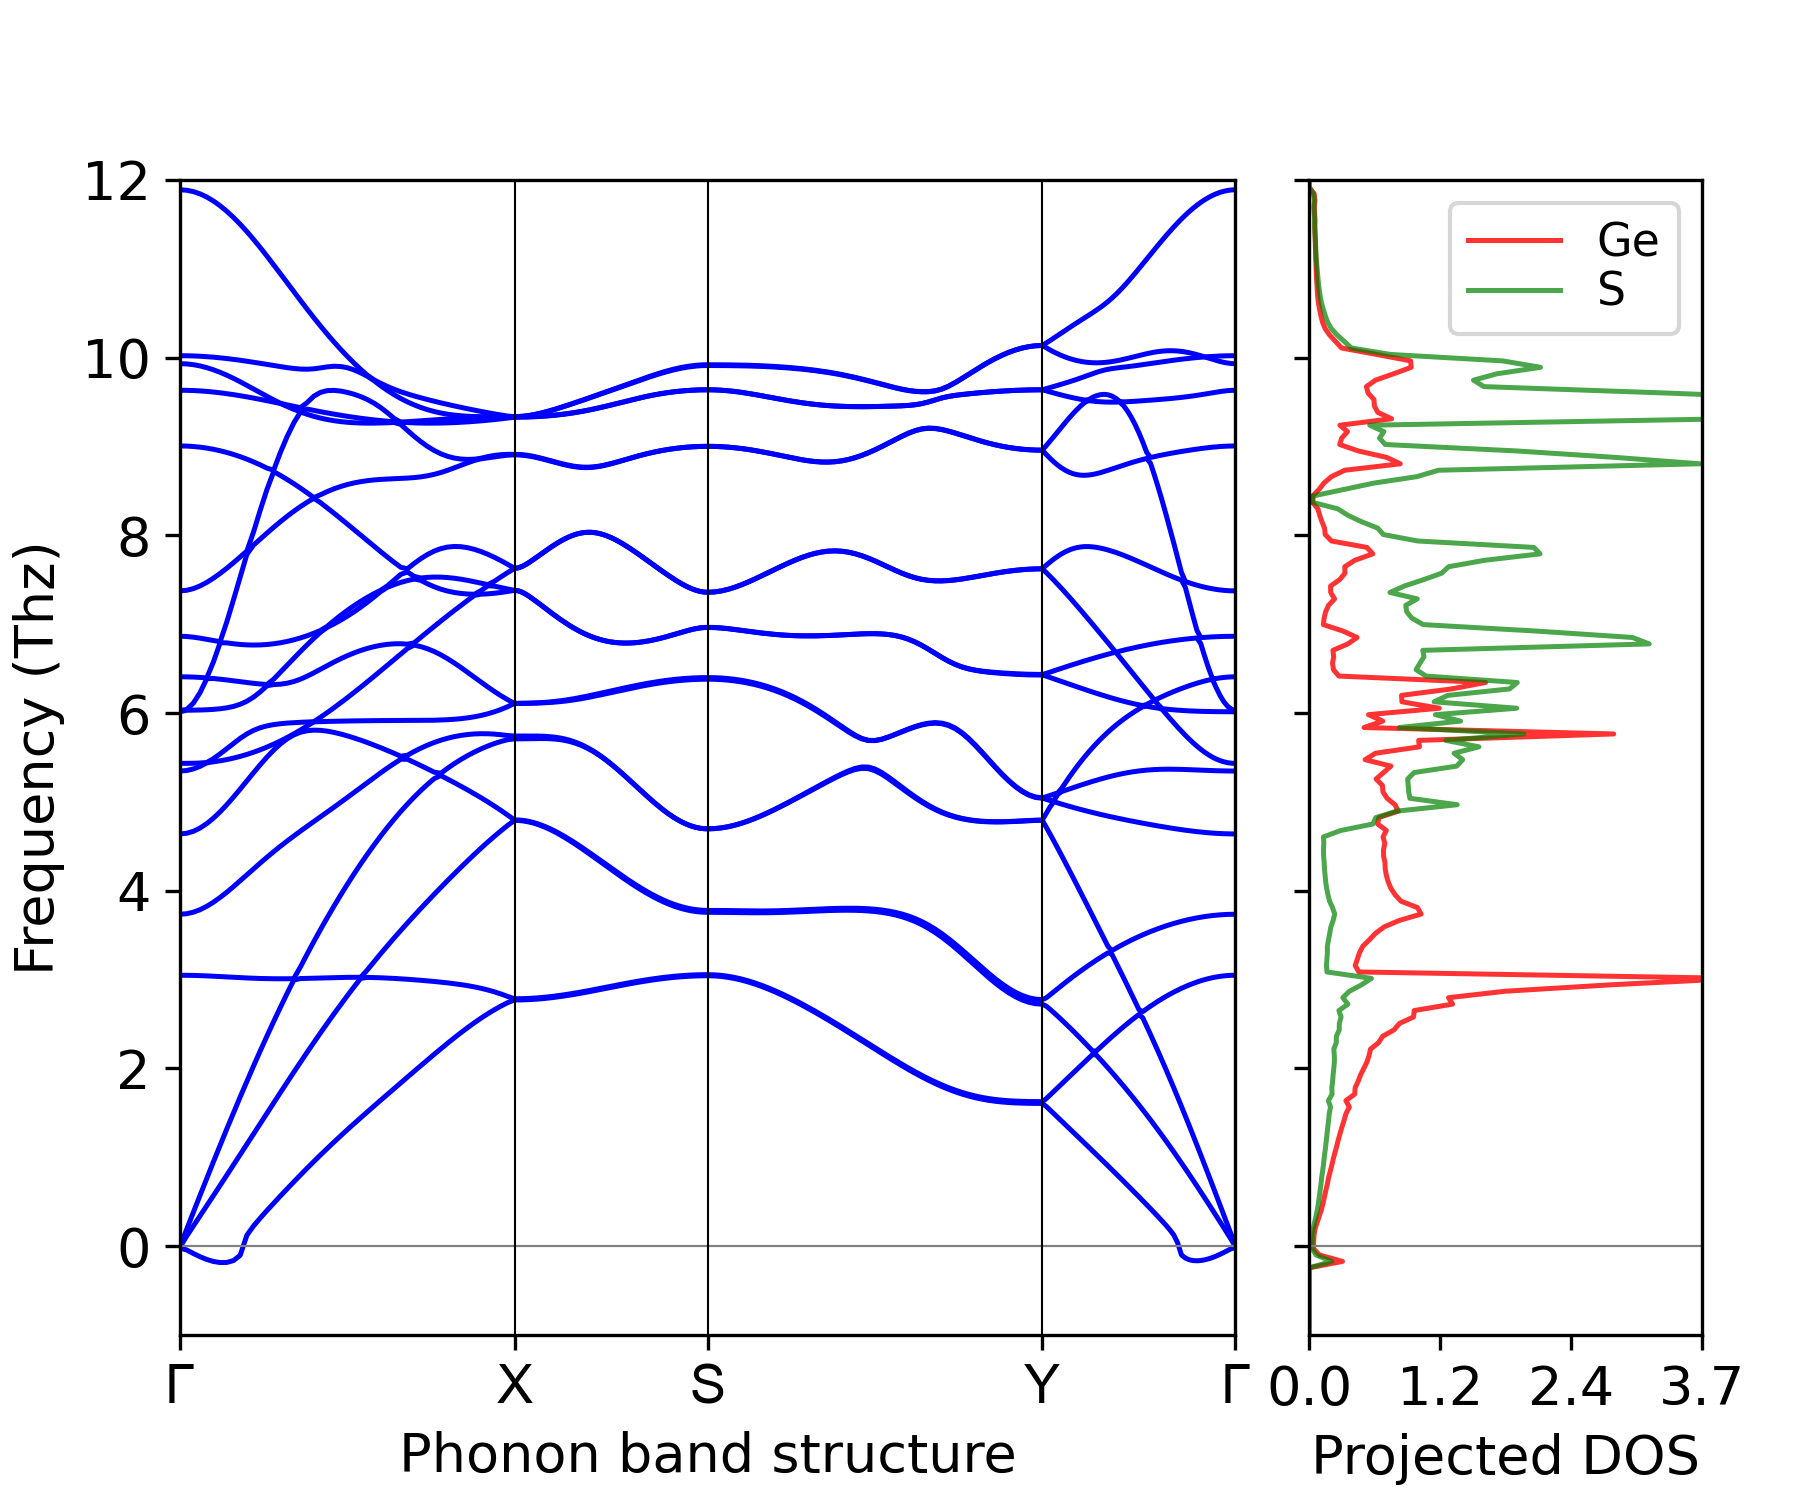 Frequency (Thz)
12
10
8
6
4
2
0
Γ X S Y Γ
Phonon band structure
Ge
S
0.0 1.2 2.4 3.7
Projected DOS